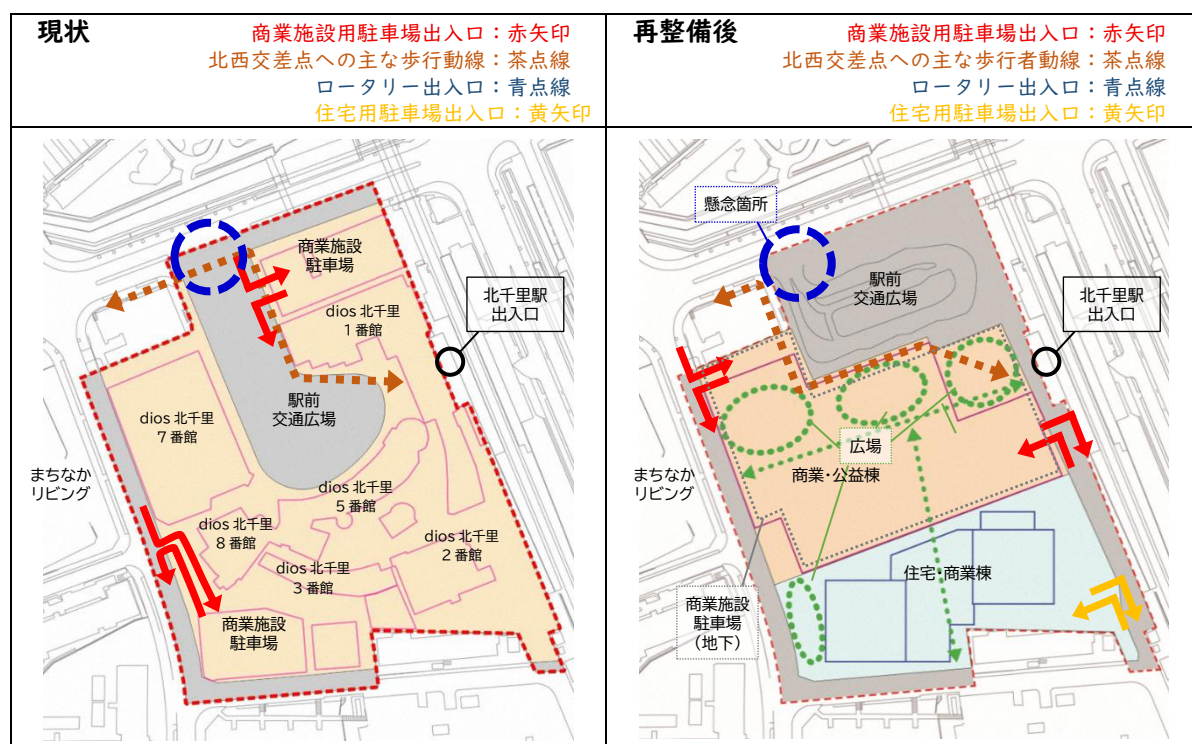 現状
商業施設用駐車場出入口：赤矢印
北西交差点への主な歩行動線：茶点線
ロータリー出入口：青点線
住宅用駐車場出入口：黄矢印
再整備後
商業施設用駐車場出入口：赤矢印
北西交差点への主な歩行者動線：茶点線
ロータリー出入口：青点線
住宅用駐車場出入口：黄矢印
商業施設
駐車場
北千里駅
出入口
dios 北千里
1 番館
駅前
交通広場
dios 北千里
7 番館
まちなか
リビング
dios 北千里
5 番館
dios 北千里
8 番館
dios 北千里
2 番館
dios 北千里
3 番館
商業施設
駐車場
懸念箇所
駅前
交通広場
北千里駅
出入口
広場
商業・公益棟
まちなか
リビング
住宅・商業棟
商業施設
駐車場
（地下）